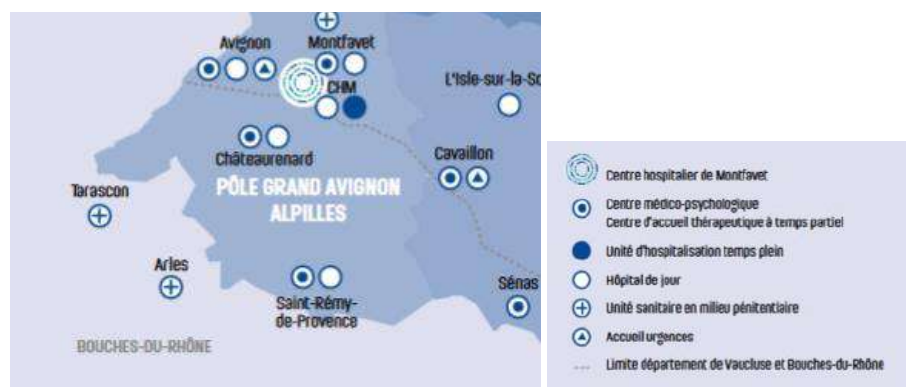 Avignon
Montfavet
CHM
L'Isle-sur-la-So
Châteaurenard
Cavaillon
PÔLE GRAND AVIGNON
ALPILLES
Tarascon
Arles
Saint-Rémy-
de-Provence
Sénas
BOUCHES-DU-RHÔNE
Centre hospitalier de Montfavet
Centre médico-psychologique
Centre d'accueil thérapeutique à temps partiel
Unité d'hospitalisation temps plein
Hôpital de jour
Unité sanitaire en milieu pénitentiaire
Accueil urgences
Limite département de Vaucluse et Bouches-du-Rhône